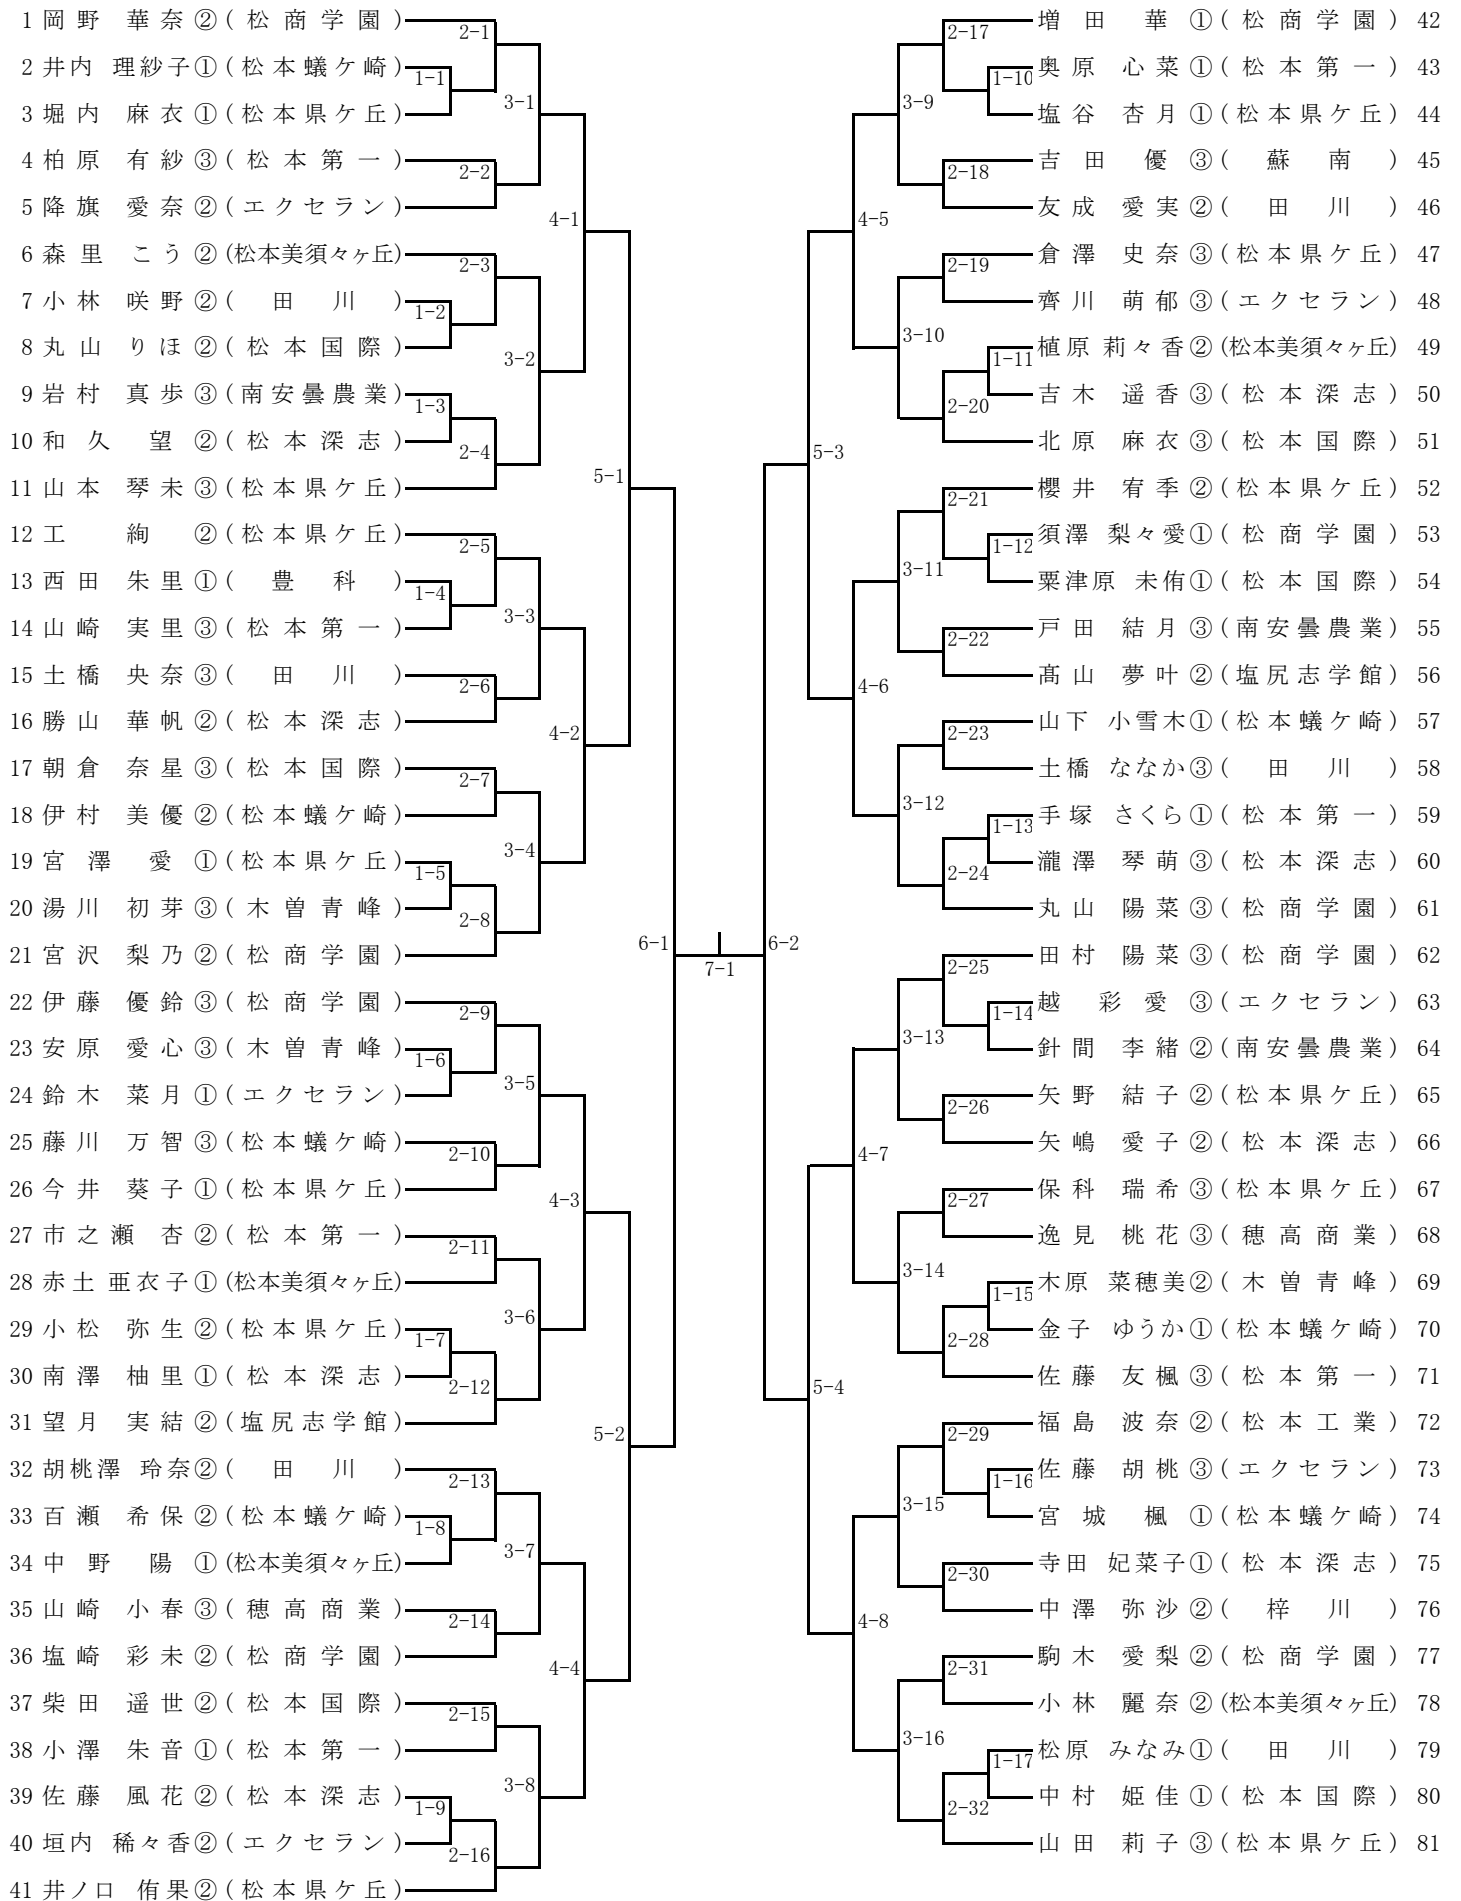 1 岡野 華奈 ② (松商学園)
2 井内 理紗子 ① (松本蟻ケ崎)
3 堀内 麻衣 ① (松本県ケ丘)
4 柏原 有紗 ③ (松本第一)
5 降旗 愛奈 ② (エクセラン)
6 森里 こう ② (松本美須々ヶ丘)
7 小林 咲野 ② (田川)
8 丸山 りほ ② (松本国際)
9 岩村 真歩 ③ (南安曇農業)
10 和久 望 ② (松本深志)
11 山本 琴未 ③ (松本県ケ丘)
12 工 絢 ② (松本県ケ丘)
13 西田 朱里 ① (豊科)
14 山崎 実里 ③ (松本第一)
15 土橋 央奈 ③ (田川)
16 勝山 華帆 ② (松本深志)
17 朝倉 奈星 ③ (松本国際)
18 伊村 美優 ② (松本蟻ケ崎)
19 宮澤 愛 ① (松本県ケ丘)
20 湯川 初芽 ③ (木曽青峰)
21 宮沢 梨乃 ② (松商学園)
22 伊藤 優鈴 ③ (松商学園)
23 安原 愛心 ③ (木曽青峰)
24 鈴木 菜月 ① (エクセラン)
25 藤川 万智 ③ (松本蟻ケ崎)
26 今井 葵子 ① (松本県ケ丘)
27 市之瀬 杏 ② (松本第一)
28 赤土 亜衣子 ① (松本美須々ヶ丘)
29 小松 弥生 ② (松本県ケ丘)
30 南澤 柚里 ① (松本深志)
31 望月 実結 ② (塩尻志学館)
32 胡桃澤 玲奈 ② (田川)
33 百瀬 希保 ② (松本蟻ケ崎)
34 中野 陽 ① (松本美須々ヶ丘)
35 山崎 小春 ③ (穂高商業)
36 塩崎 彩未 ② (松商学園)
37 柴田 遥世 ② (松本国際)
38 小澤 朱音 ① (松本第一)
39 佐藤 風花 ② (松本深志)
40 垣内 稀々香 ② (エクセラン)
41 井ノ口 侑果 ② (松本県ケ丘)
1-1
1-2
1-3
1-4
1-5
1-6
1-7
1-8
1-9
2-1
2-2
2-3
2-4
2-5
2-6
2-7
2-8
2-9
2-10
2-11
2-12
2-13
2-14
2-15
2-16
3-1
3-2
3-3
3-4
3-5
3-6
3-7
3-8
4-1
4-2
4-3
4-4
5-1
5-2
6-1
7-1
6-2
5-3
5-4
4-5
4-6
4-7
4-8
3-9
3-10
3-11
3-12
3-13
3-14
3-15
3-16
2-17
2-18
2-19
2-20
2-21
2-22
2-23
2-24
2-25
2-26
2-27
2-28
2-29
2-30
2-31
2-32
1-10
1-11
1-12
1-13
1-14
1-15
1-16
1-17
増田 華 ① (松商学園) 42
奥原 心菜 ① (松本第一) 43
塩谷 杏月 ① (松本県ケ丘) 44
吉田 優 ③ (蘇南) 45
友成 愛実 ② (田川) 46
倉澤 史奈 ③ (松本県ケ丘) 47
齊川 萌郁 ③ (エクセラン) 48
植原 莉々香 ② (松本美須々ヶ丘) 49
吉木 遥香 ③ (松本深志) 50
北原 麻衣 ③ (松本国際) 51
櫻井 宥季 ② (松本県ケ丘) 52
須澤 梨々愛 ① (松商学園) 53
粟津原 未侑 ① (松本国際) 54
戸田 結月 ③ (南安曇農業) 55
髙山 夢叶 ② (塩尻志学館) 56
山下 小雪木 ① (松本蟻ケ崎) 57
土橋 ななか ③ (田川) 58
手塚 さくら ① (松本第一) 59
瀧澤 琴萌 ③ (松本深志) 60
丸山 陽菜 ③ (松商学園) 61
田村 陽菜 ③ (松商学園) 62
越 彩愛 ③ (エクセラン) 63
針間 李緒 ② (南安曇農業) 64
矢野 結子 ② (松本県ケ丘) 65
矢嶋 愛子 ② (松本深志) 66
保科 瑞希 ③ (松本県ケ丘) 67
逸見 桃花 ③ (穂高商業) 68
木原 菜穂美 ② (木曽青峰) 69
金子 ゆうか ① (松本蟻ケ崎) 70
佐藤 友楓 ③ (松本第一) 71
福島 波奈 ② (松本工業) 72
佐藤 胡桃 ③ (エクセラン) 73
宮城 楓 ① (松本蟻ケ崎) 74
寺田 妃菜子 ① (松本深志) 75
中澤 弥沙 ② (梓川) 76
駒木 愛梨 ② (松商学園) 77
小林 麗奈 ② (松本美須々ヶ丘) 78
松原 みなみ ① (田川) 79
中村 姫佳 ① (松本国際) 80
山田 莉子 ③ (松本県ケ丘) 81